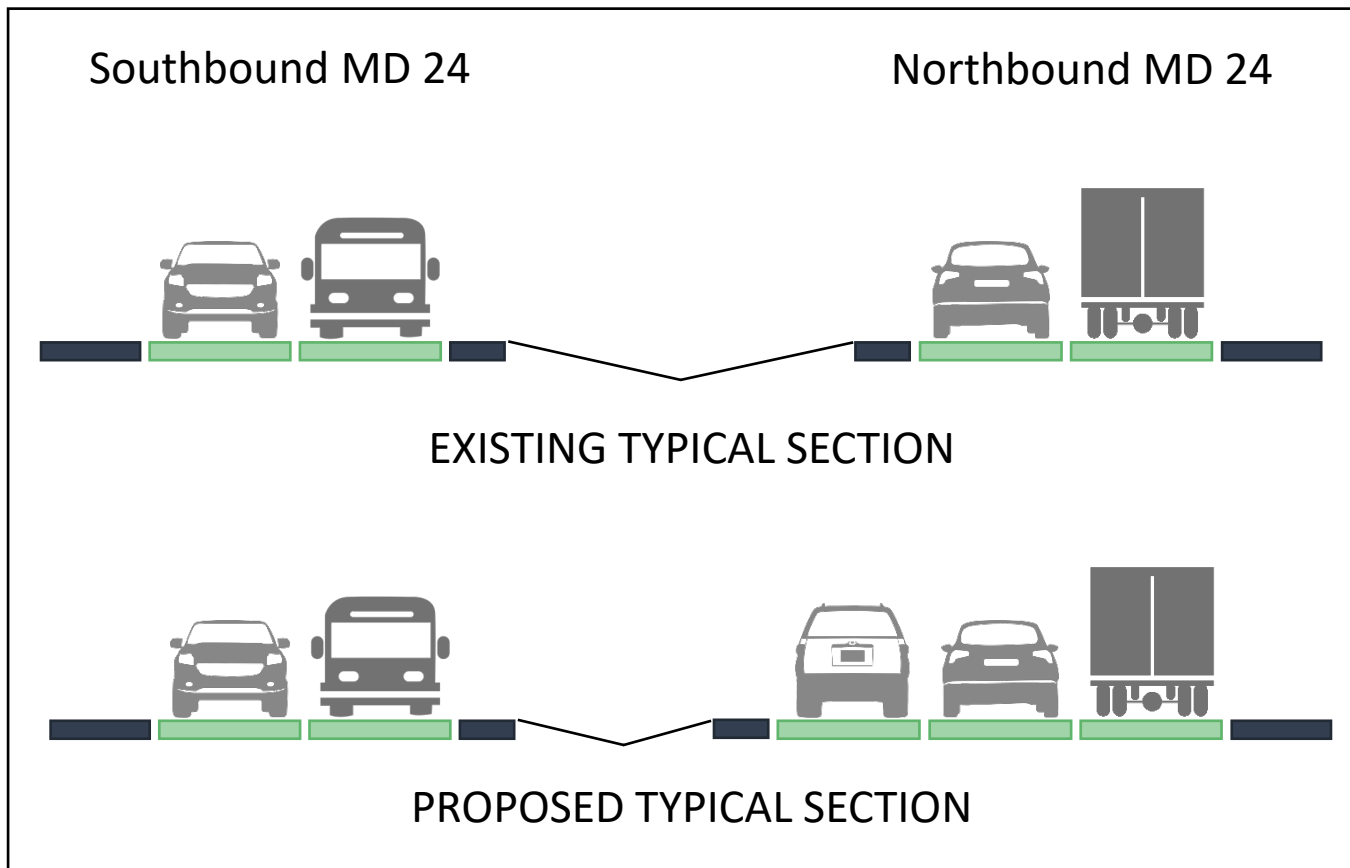 Southbound MD 24
Northbound MD 24
EXISTING TYPICAL SECTION
PROPOSED TYPICAL SECTION